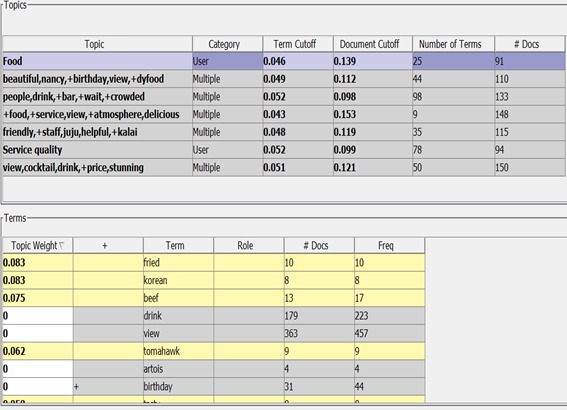 Topics
Topic Category Term Cutoff Document Cutoff Number of Terms # Docs
Food User 0.046 0.139 25 91
beautiful,nancy,+birthday,view,+dyfood Multiple 0.049 0.112 44 110
people,drink,+bar,+wait,+crowded Multiple 0.052 0.098 98 133
+food,+service,view,+atmosphere,delicious Multiple 0.043 0.153 9 148
friendly,+staff,juju,helpful,+kalai Multiple 0.048 0.119 35 115
Service quality User 0.052 0.099 78 94
view,cocktail,drink,+price,stunning Multiple 0.051 0.121 50 150
Terms
Topic Weight + Term Role # Docs Freq
0.083 fried 10 10
0.083 korean 8 8
0.075 beef 13 17
0 drink 179 223
0 view 363 457
0.062 tomahawk 9 9
0 artois 4 4
0 + birthday 31 44